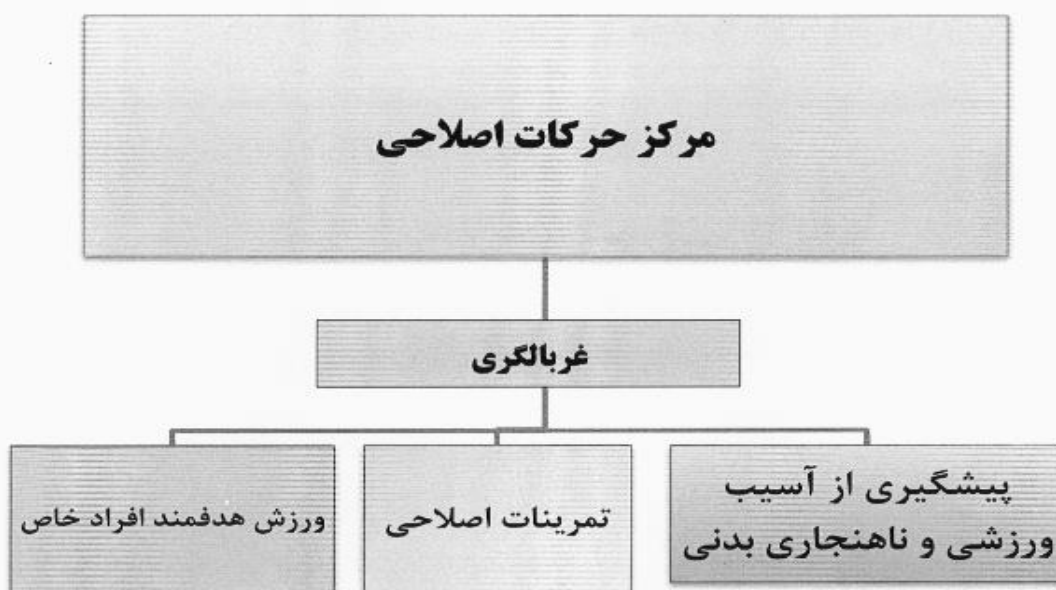 مرکز حرکات اصلاحی
غربالگری
پیشگیری از آسیب
ورزشی و ناهنجاری بدنی
تمرینات اصلاحی
ورزش هدفمند افراد خاص